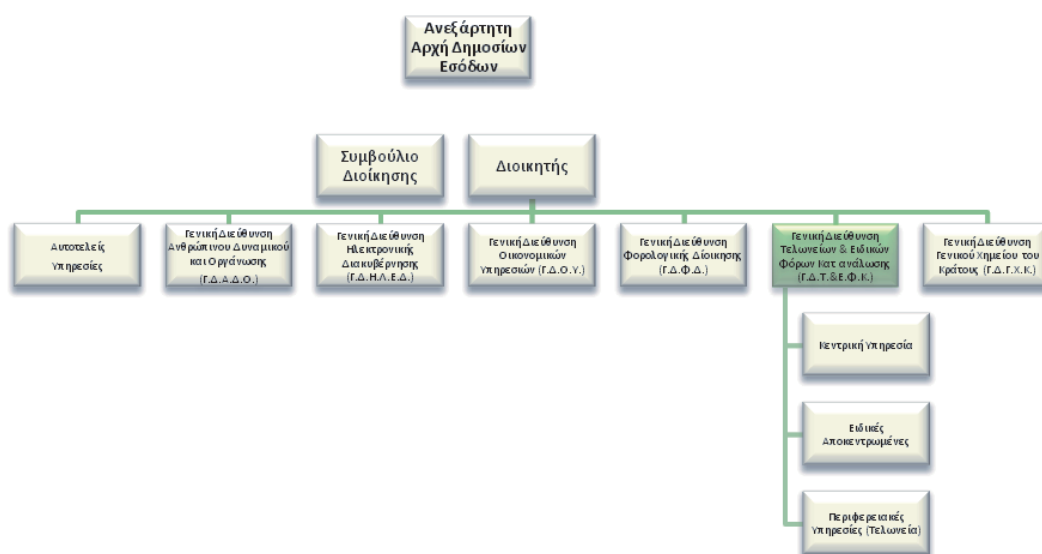 Ανεξάρτητη
Αρχή Δημοσίων
Εσόδων
Συμβούλιο
Διοίκησης
Διοικητής
Αυτοτελείς
Υπηρεσίες
Γενική Διεύθυνση
Ανθρώπινου Δυναμικού
και Οργάνωσης
(Γ.Δ.Α.Δ.Ο.)
Γενική Διεύθυνση
Ηλεκτρονικής
Διακυβέρνησης
(Γ.Δ.Η.Λ.Ε.Δ.)
Γενική Διεύθυνση
Οικονομικών
Υπηρεσιών (Γ.Δ.Ο.Υ.)
Γενική Διεύθυνση
Φορολογικής Διοίκησης
(Γ.Δ.Φ.Δ.)
Γενική Διεύθυνση
Τελωνείων & Ειδικών
Φόρων Κατανάλωσης
(Γ.Δ.Τ.&Ε.Φ.Κ.)
Γενική Διεύθυνση
Γενικού Χημείου του
Κράτους (Γ.Δ.Γ.Χ.Κ.)
Κεντρική Υπηρεσία
Ειδικές
Αποκεντρωμένες
Περιφερειακές
Υπηρεσίες (Τελωνεία)